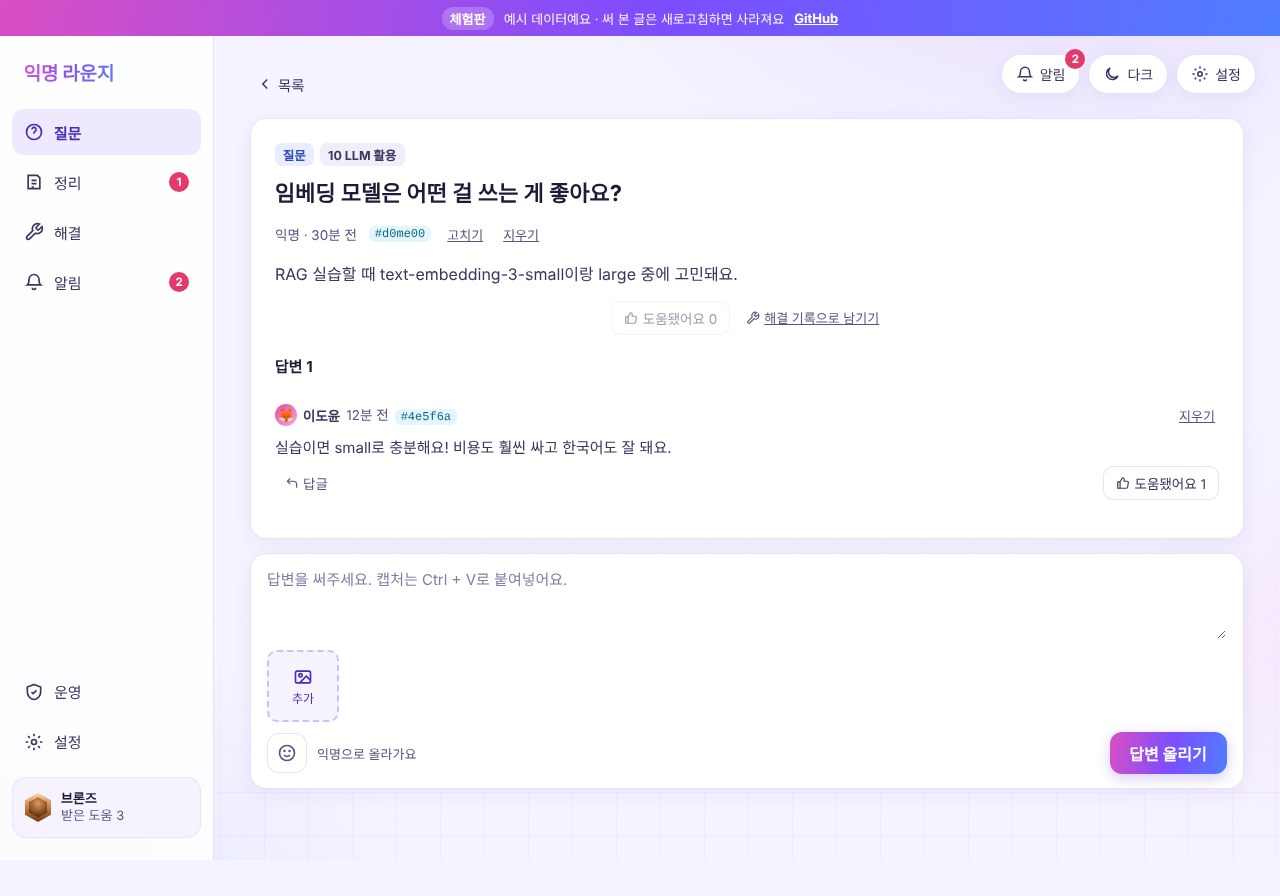 체험판 예시 데이터예요 · 써 본 글은 새로고침하면 사라져요 GitHub
익명 라운지
질문
정리 1
해결
알림 2
운영
설정
브론즈
받은 도움 3
목록
알림 2
다크
설정
질문 10 LLM 활용
임베딩 모델은 어떤 걸 쓰는 게 좋아요?
익명 · 30분 전 #d0me00 고치기 지우기
RAG 실습할 때 text-embedding-3-small이랑 large 중에 고민돼요.
도움됐어요 0 해결 기록으로 남기기
답변 1
이도윤 12분 전 #4e5f6a 지우기
실습이면 small로 충분해요! 비용도 훨씬 싸고 한국어도 잘 돼요.
답글 도움됐어요 1
답변을 써주세요. 캡처는 Ctrl + V로 붙여넣어요.
추가
익명으로 올라가요 답변 올리기